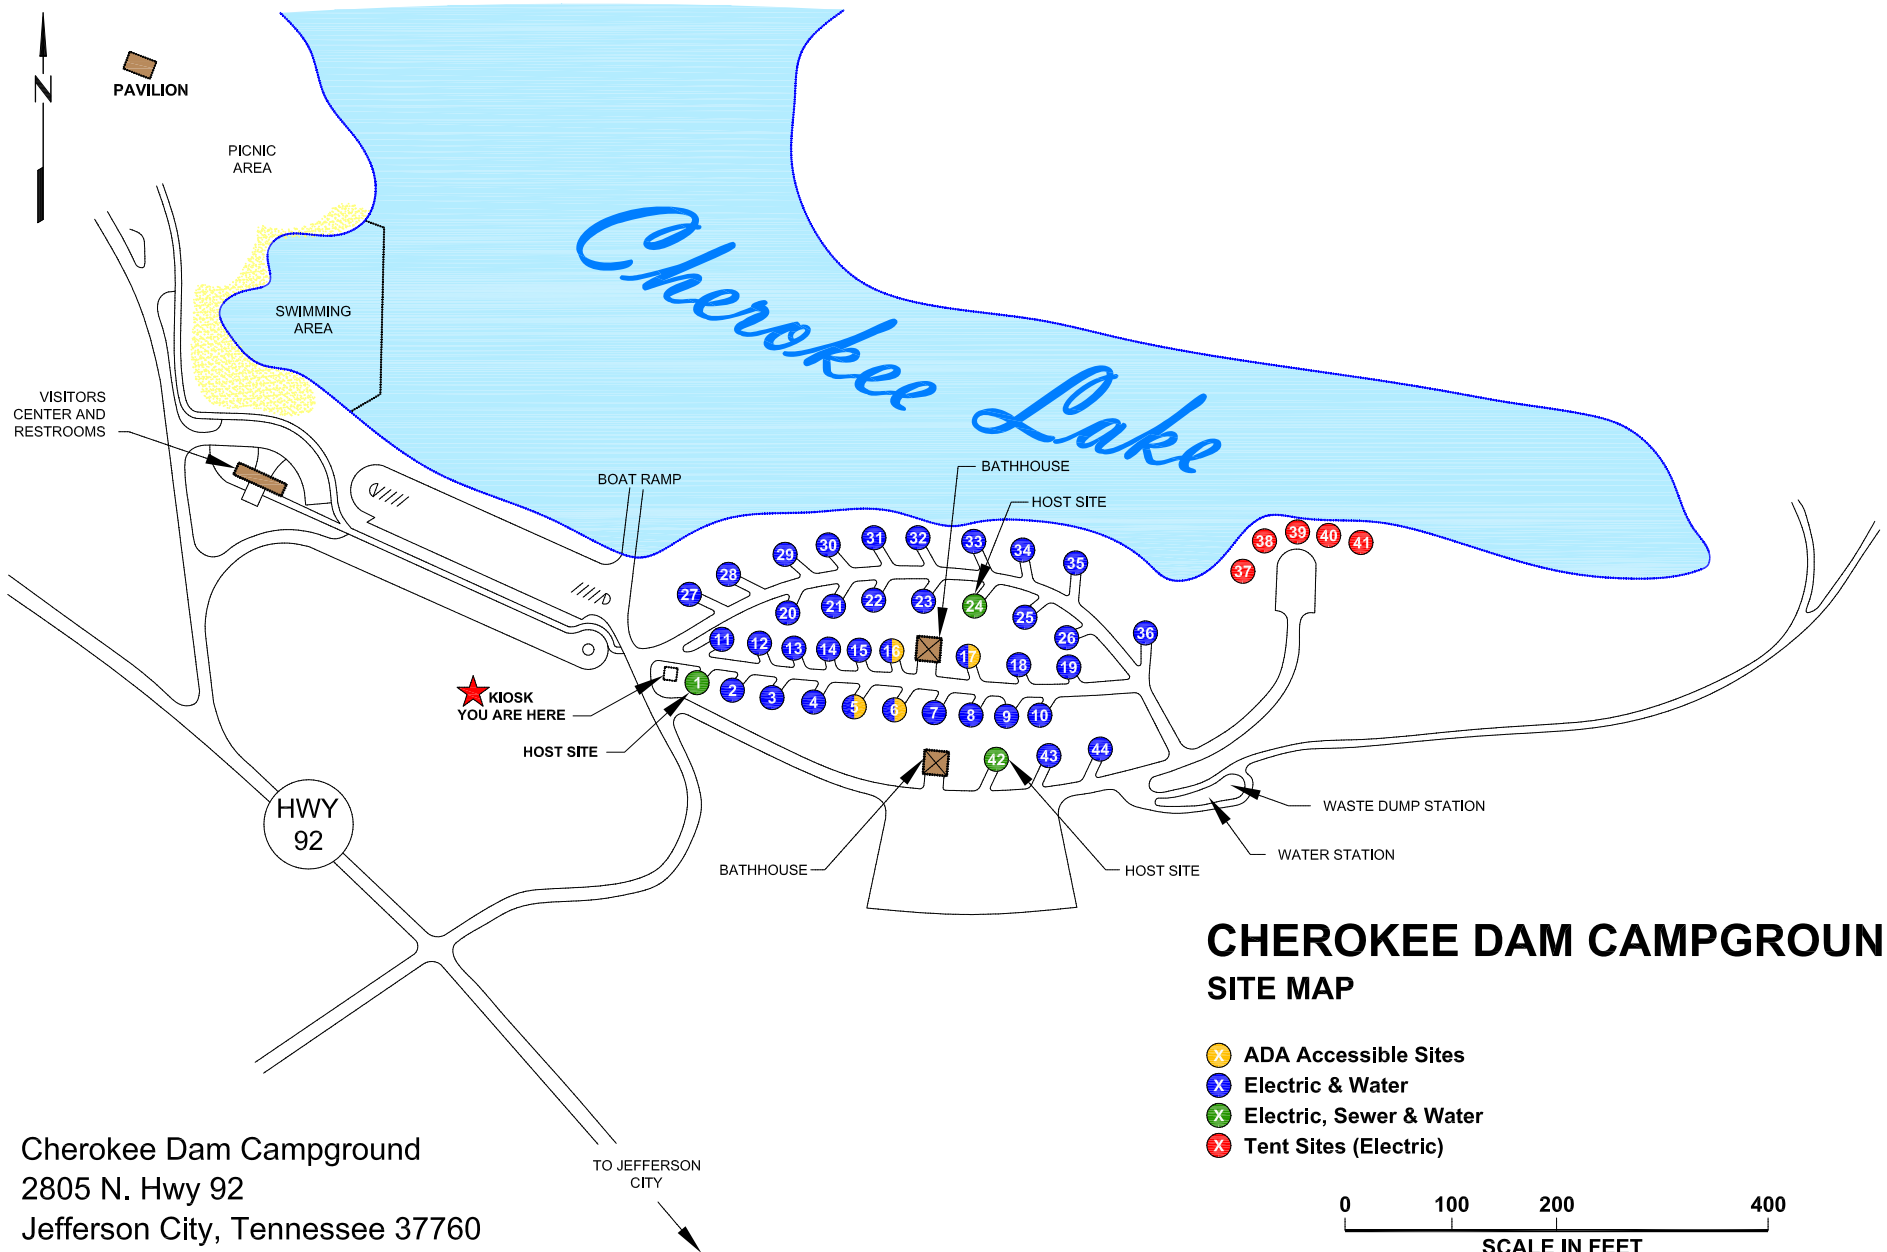 N
PAVILION
PICNIC
AREA
SWIMMING
AREA
Cherokee Lake
VISITORS
CENTER AND
RESTROOMS
BOAT RAMP
BATHHOUSE
HOST SITE
27
28
29
30
31
32
33
34
35
38
39
40
41
37
20
21
22
23
24
25
26
36
11
12
13
14
15
16
17
18
19
1
2
3
4
5
6
7
8
9
10
KIOSK
YOU ARE HERE
HOST SITE
42
43
44
HWY
92
WASTE DUMP STATION
WATER STATION
BATHHOUSE
HOST SITE
CHEROKEE DAM CAMPGROUN
SITE MAP
X ADA Accessible Sites
X Electric & Water
X Electric, Sewer & Water
X Tent Sites (Electric)
TO JEFFERSON
CITY
Cherokee Dam Campground
2805 N. Hwy 92
Jefferson City, Tennessee 37760
0 100 200 400
SCALE IN FEET